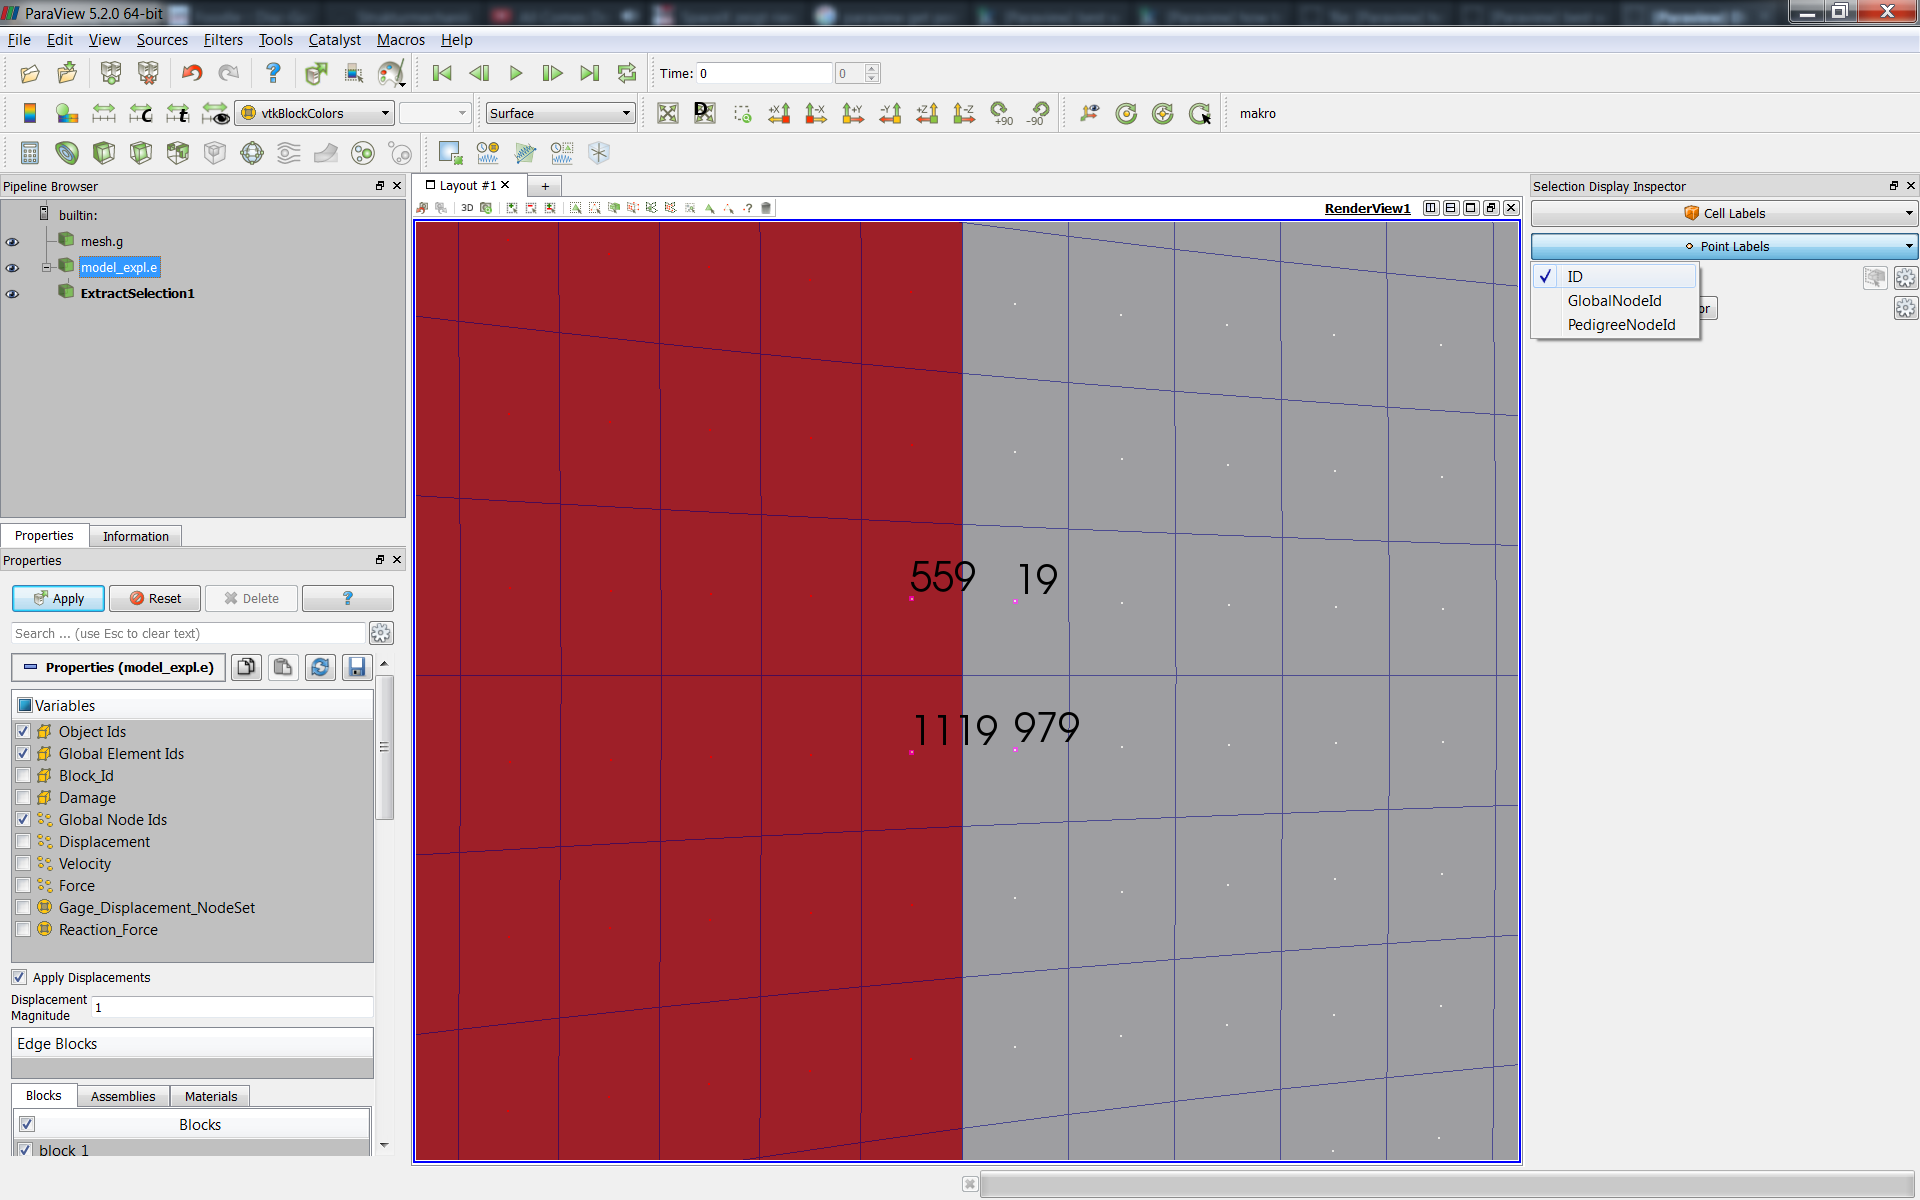 ParaView 5.2.0 64-bit
File Edit View Sources Filters Tools Catalyst Macros Help
Time: 0 0
vtkBlockColors Surface +X -X +Y -Y +Z -Z +90 -90 makro
Pipeline Browser
builtin:
mesh.g
model_expl.e
ExtractSelection1
Properties Information
Properties
Apply Reset Delete ?
Search ... (use Esc to clear text)
Properties (model_expl.e)
Variables
Object Ids
Global Element Ids
Block_Id
Damage
Global Node Ids
Displacement
Velocity
Force
Gage_Displacement_NodeSet
Reaction_Force
Apply Displacements
Displacement
Magnitude
1
Edge Blocks
Blocks Assemblies Materials
Blocks
block 1
Layout #1 +
3D RenderView1
559 19
1119 979
Selection Display Inspector
Cell Labels
Point Labels
ID
GlobalNodeId
PedigreeNodeId
or